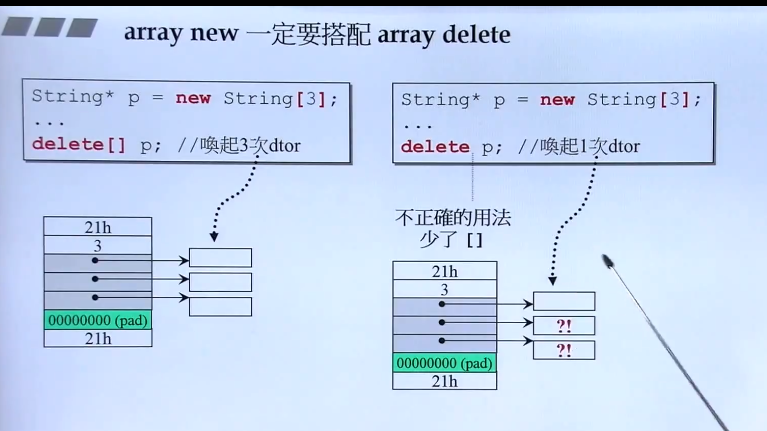 array new 一定要搭配 array delete
String* p = new String[3];
...
delete[] p; //喚起3次dtor
21h
3
00000000 (pad)
21h
String* p = new String[3];
...
delete p; //喚起1次dtor
不正確的用法
少了 []
21h
3
?!
?!
00000000 (pad)
21h